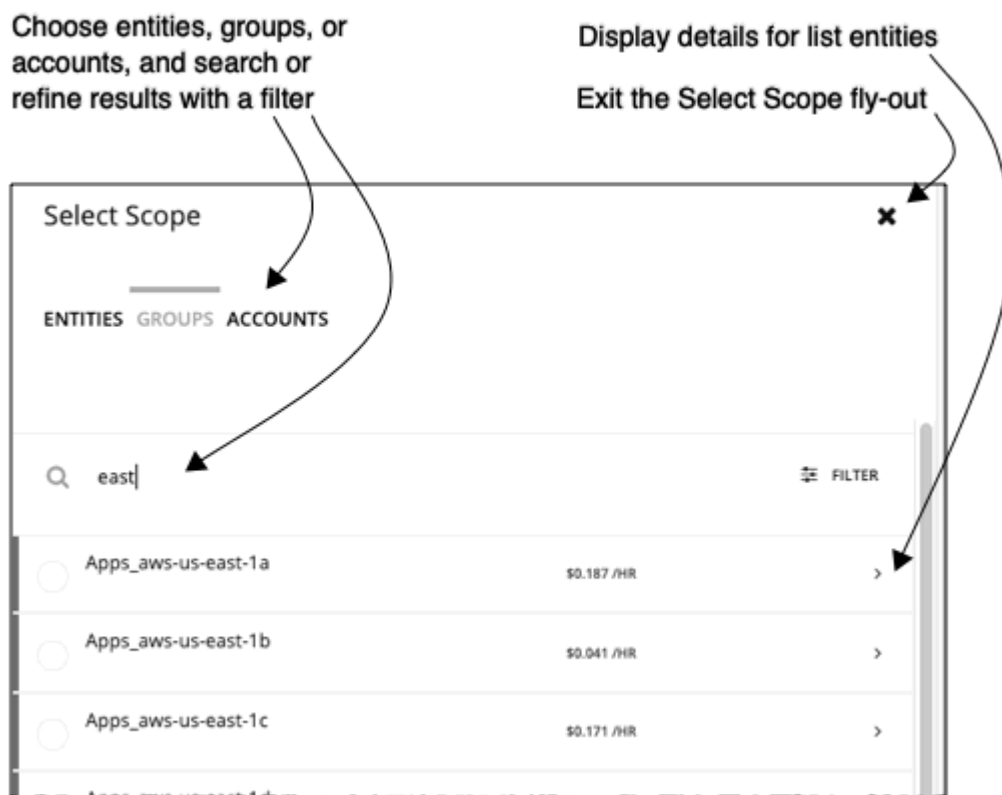 Choose entities, groups, or
accounts, and search or
refine results with a filter
Display details for list entities
Exit the Select Scope fly-out
Select Scope
ENTITIES GROUPS ACCOUNTS
east
FILTER
Apps_aws-us-east-1a
$0.187 /HR
Apps_aws-us-east-1b
$0.041 /HR
Apps_aws-us-east-1c
$0.171 /HR